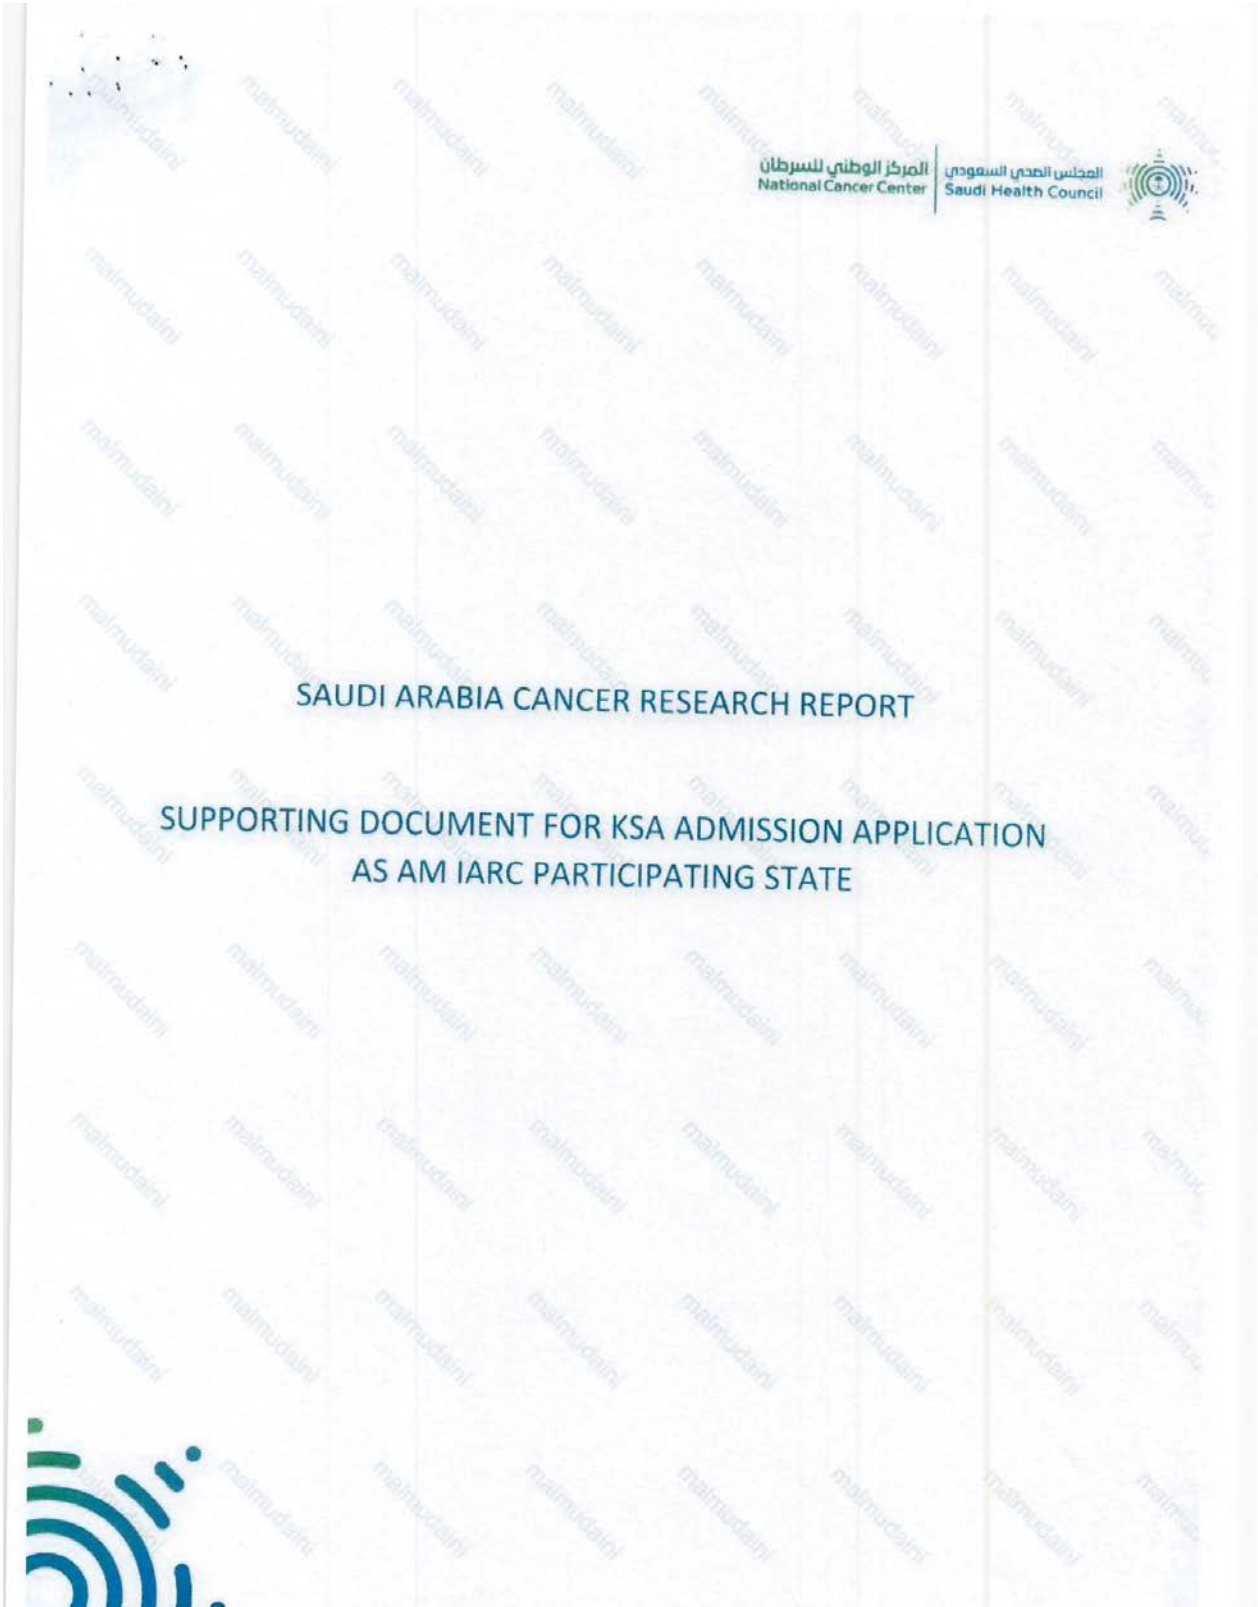 المركز الوطني للسرطان
National Cancer Center
المجلس الصحي السعودي
Saudi Health Council
SAUDI ARABIA CANCER RESEARCH REPORT
SUPPORTING DOCUMENT FOR KSA ADMISSION APPLICATION
AS AM IARC PARTICIPATING STATE
malmudaini